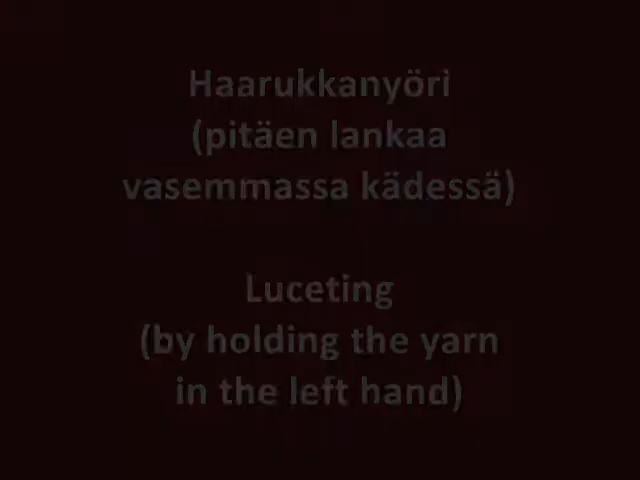 Haarukkanyöri
(pitäen lankaa
vasemmassa kädessä)
Luceting
(by holding the yarn
in the left hand)